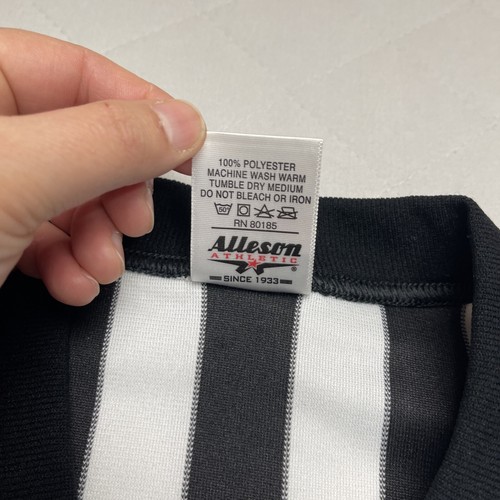 100% POLYESTER
MACHINE WASH WARM
TUMBLE DRY MEDIUM
DO NOT BLEACH OR IRON
50°
RN 80185
Alleson
ATHLETIC®
SINCE 1933